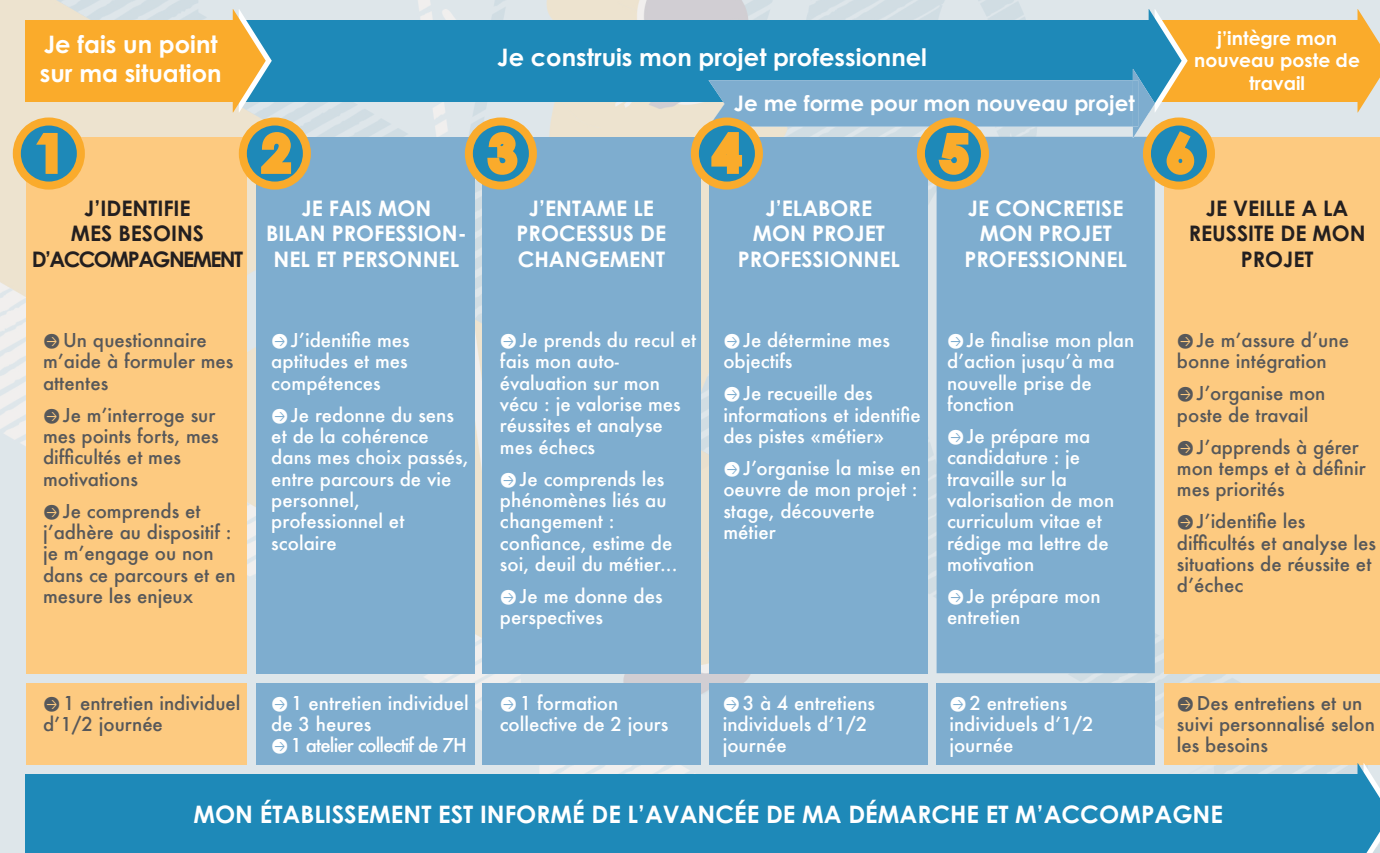 Je fais un point
sur ma situation
Je construis mon projet professionnel
j'intègre mon
nouveau poste de
travail
Je me forme pour mon nouveau projet
1
J'IDENTIFIE
MES BESOINS
D'ACCOMPAGNEMENT
Un questionnaire
m'aide à formuler mes
attentes
Je m'interroge sur
mes points forts, mes
difficultés et mes
motivations
Je comprends et
j'adhère au dispositif :
je m'engage ou non
dans ce parcours et en
mesure les enjeux
1 entretien individuel
d'1/2 journée
2
JE FAIS MON
BILAN PROFESSION-
NEL ET PERSONNEL
J'identifie mes
aptitudes et mes
compétences
Je redonne du sens
et de la cohérence
dans mes choix passés,
entre parcours de vie
personnel,
professionnel et
scolaire
1 entretien individuel
de 3 heures
1 atelier collectif de 7H
3
J'ENTAME LE
PROCESSUS DE
CHANGEMENT
Je prends du recul et
fais mon auto-
évaluation sur mon
vécu : je valorise mes
réussites et analyse
mes échecs
Je comprends les
phénomènes liés au
changement :
confiance, estime de
soi, deuil du métier...
Je me donne des
perspectives
1 formation
collective de 2 jours
4
J'ELABORE
MON PROJET
PROFESSIONNEL
Je détermine mes
objectifs
Je recueille des
informations et identifie
des pistes «métier»
J'organise la mise en
oeuvre de mon projet :
stage, découverte
métier
3 à 4 entretiens
individuels d'1/2
journée
5
JE CONCRETISE
MON PROJET
PROFESSIONNEL
Je finalise mon plan
d'action jusqu'à ma
nouvelle prise de
fonction
Je prépare ma
candidature : je
travaille sur la
valorisation de mon
curriculum vitae et
rédige ma lettre de
motivation
Je prépare mon
entretien
2 entretiens
individuels d'1/2
journée
6
JE VEILLE A LA
REUSSITE DE MON
PROJET
Je m'assure d'une
bonne intégration
J'organise mon
poste de travail
J'apprends à gérer
mon temps et à définir
mes priorités
J'identifie les
difficultés et analyse les
situations de réussite et
d'échec
Des entretiens et un
suivi personnalisé selon
les besoins
MON ÉTABLISSEMENT EST INFORMÉ DE L'AVANCÉE DE MA DÉMARCHE ET M'ACCOMPAGNE